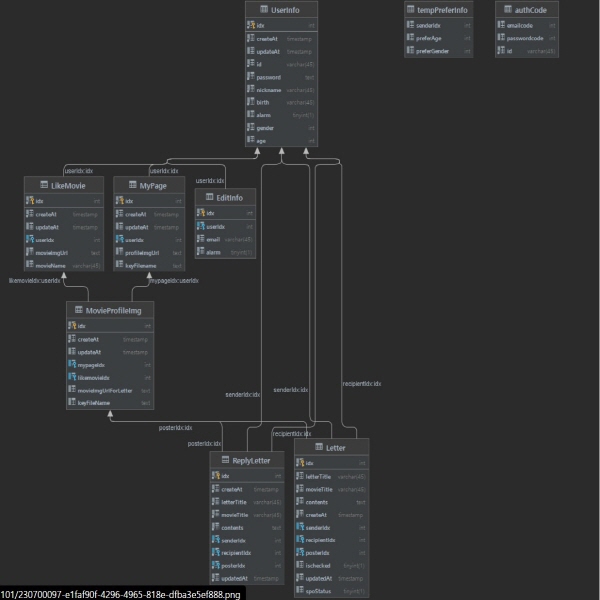 UserInfo
idx int
createAt timestamp
updateAt timestamp
id varchar(45)
password text
nickname varchar(45)
birth varchar(45)
alarm tinyint(1)
gender int
age int
tempPreferInfo
senderIdx int
preferAge int
preferGender int
authCode
emailcode int
passwordcode int
id varchar(45)
userIdx:idx
userIdx:idx
userIdx:idx
LikeMovie
idx int
createAt timestamp
updateAt timestamp
userIdx int
movieImgUrl text
movieName varchar(45)
MyPage
idx int
createAt timestamp
updateAt timestamp
userIdx int
profileImgUrl text
keyFilename text
EditInfo
idx int
userIdx int
email varchar(45)
alarm tinyint(1)
likemovieIdx:userIdx
mypageIdx:userIdx
MovieProfileImg
idx int
createAt timestamp
updateAt timestamp
mypageIdx int
likemovieIdx int
movieImgUrlForLetter text
keyFileName text
senderIdx:idx
senderIdx:idx
recipientIdx:idx
posterIdx:idx
posterIdx:idx
recipientIdx:idx
ReplyLetter
idx int
createAt timestamp
letterTitle varchar(45)
movieTitle varchar(45)
contents text
senderIdx int
recipientIdx int
posterIdx int
updatedAt timestamp
Letter
idx int
letterTitle varchar(45)
movieTitle varchar(45)
contents text
createAt timestamp
senderIdx int
recipientIdx int
posterIdx int
isChecked tinyint(1)
updatedAt timestamp
spoStatus tinyint(1)
101/230700097-e1faf90f-4296-4965-818e-dfba3e5ef888.png